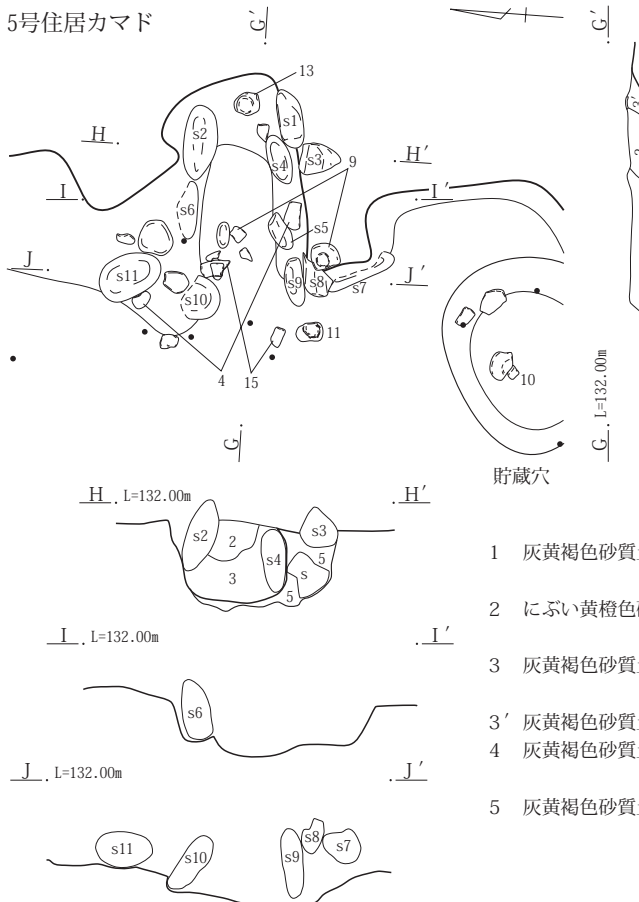 5号住居カマド
G′
G′
13
s1
s2
H
s3
H′
s4
9
I
I′
s6
s5
J
s11
s10
s9
s8
s7
J′
11
4
15
10
3′
2
G
G L=132.00m
貯蔵穴
H L=132.00m
H′
s2
2
s3
3
s4
5
s
5
I L=132.00m
I′
s6
J L=132.00m
J′
s11
s10
s9
s8
s7
1 灰黄褐色砂質
2 にぶい黄橙色
3 灰黄褐色砂質
3′ 灰黄褐色砂質
4 灰黄褐色砂質
5 灰黄褐色砂質